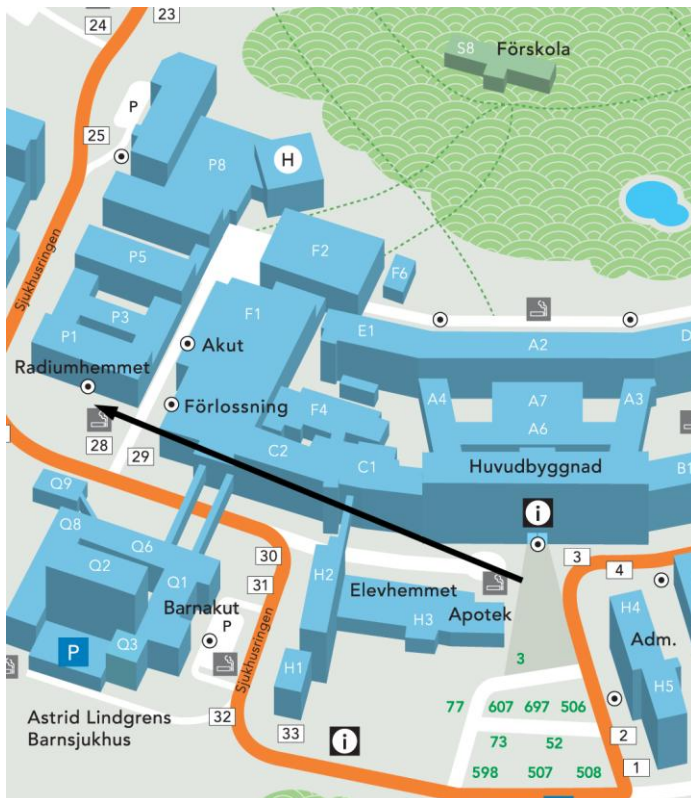 24
23
S8
Förskola
P
25
P8
H
Sjukhusringen
P5
F2
F6
P3
F1
P1
E1
A2
D
Akut
Radiumhemmet
A4
A7
A3
Förlossning
F4
A6
28
29
C2
C1
Huvudbyggnad
B1
i
Q9
Q8
Q6
30
3
4
Q2
Q1
31
H2
Elevhemmet
Barnakut
P
H3
Apotek
H4
Adm.
P
Q3
Sjukhusringen
H1
3
H5
77
607
697
506
Astrid Lindgrens
Barnsjukhus
32
33
i
73
52
2
598
507
508
1